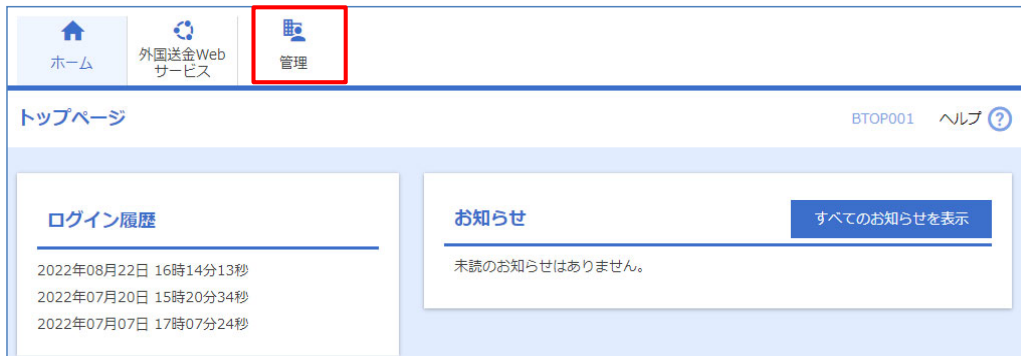 ホーム
外国送金Web
サービス
管理
トップページ
BTOP001 ヘルプ ?
ログイン履歴
2022年08月22日 16時14分13秒
2022年07月20日 15時20分34秒
2022年07月07日 17時07分24秒
お知らせ
すべてのお知らせを表示
未読のお知らせはありません。